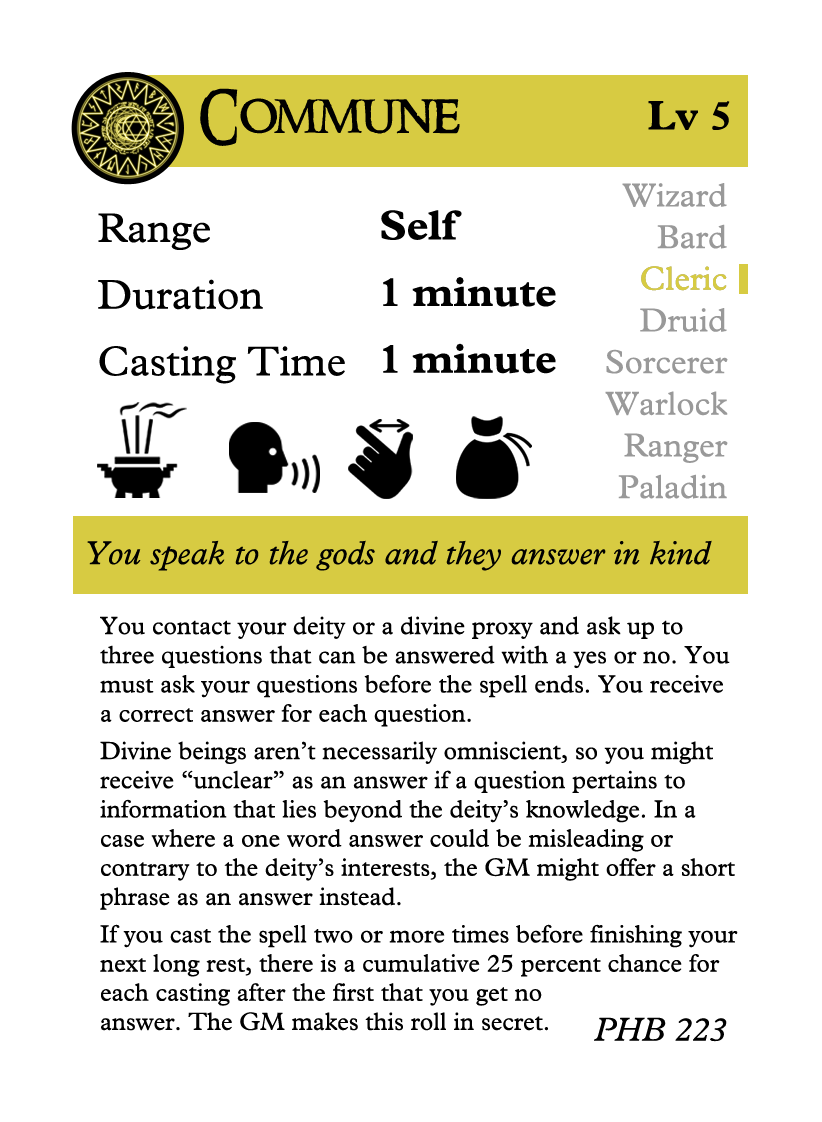 COMMUNE
Lv 5
Range Self
Duration 1 minute
Casting Time 1 minute
Wizard
Bard
Cleric
Druid
Sorcerer
Warlock
Ranger
Paladin
You speak to the gods and they answer in kind
You contact your deity or a divine proxy and ask up to
three questions that can be answered with a yes or no. You
must ask your questions before the spell ends. You receive
a correct answer for each question.
Divine beings aren’t necessarily omniscient, so you might
receive “unclear” as an answer if a question pertains to
information that lies beyond the deity’s knowledge. In a
case where a one word answer could be misleading or
contrary to the deity’s interests, the GM might offer a short
phrase as an answer instead.
If you cast the spell two or more times before finishing your
next long rest, there is a cumulative 25 percent chance for
each casting after the first that you get no
answer. The GM makes this roll in secret.
PHB 223